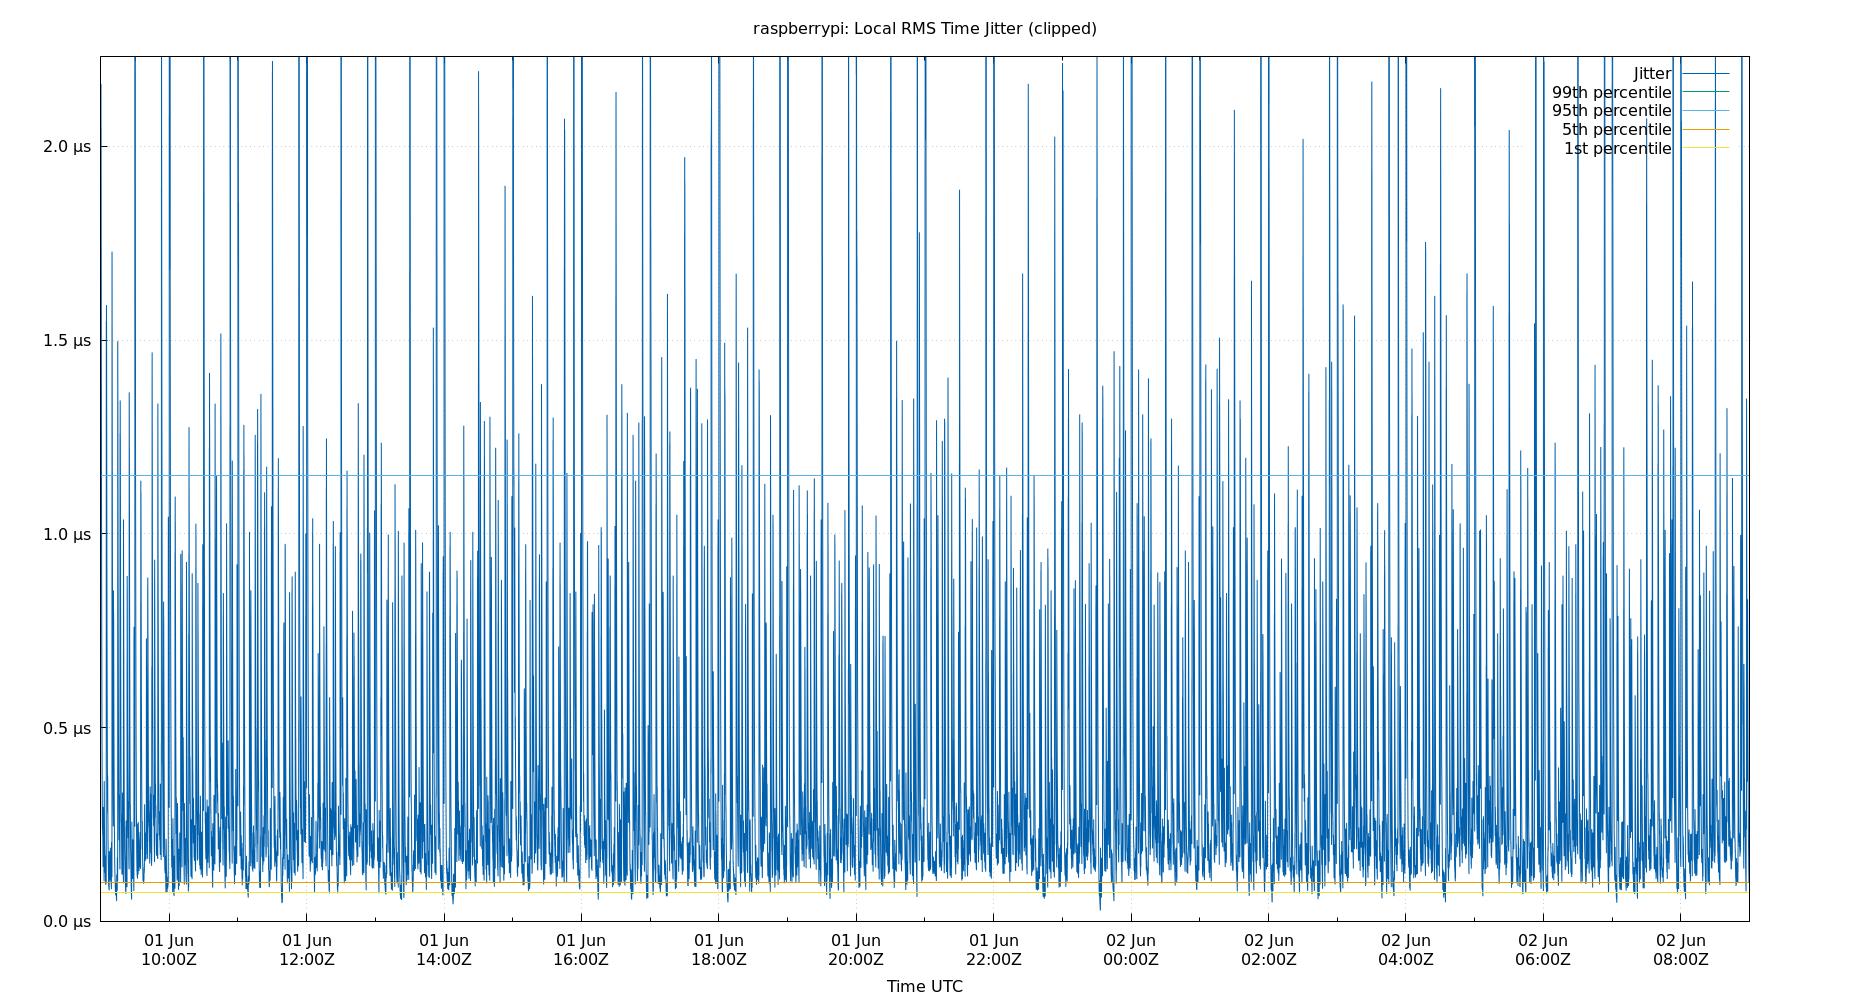 raspberrypi: Local RMS Time Jitter (clipped)
Jitter
99th percentile
95th percentile
5th percentile
1st percentile
2.0 µs
1.5 µs
1.0 µs
0.5 µs
0.0 µs
01 Jun 01 Jun 01 Jun 01 Jun 01 Jun 01 Jun 01 Jun 02 Jun 02 Jun 02 Jun 02 Jun 02 Jun
10:00Z 12:00Z 14:00Z 16:00Z 18:00Z 20:00Z 22:00Z 00:00Z 02:00Z 04:00Z 06:00Z 08:00Z
Time UTC